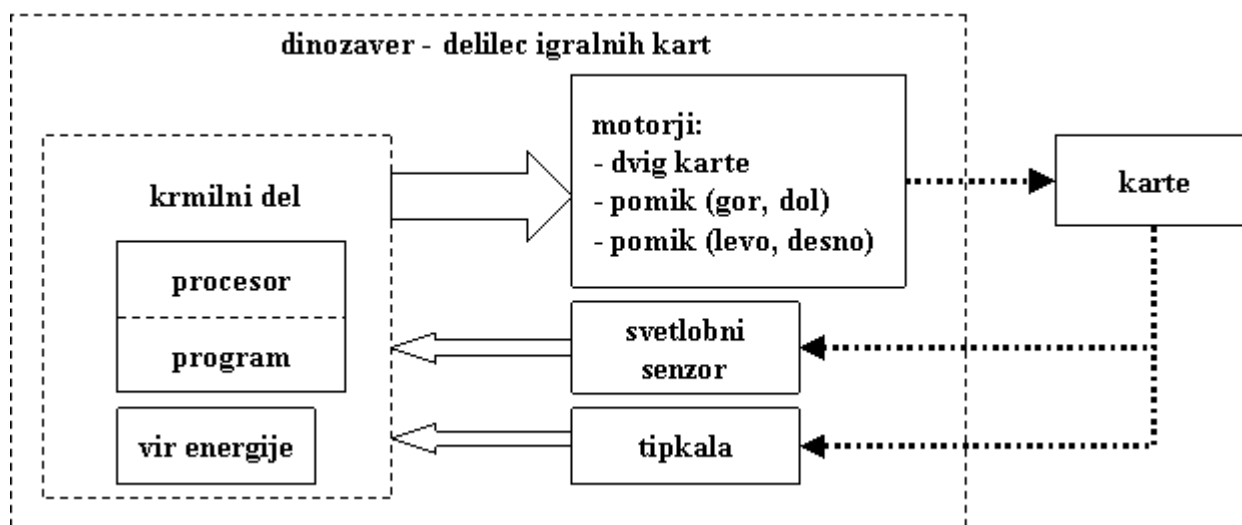 dinozaver - delilec igralnih kart
motorji:
- dvig karte
- pomik (gor, dol)
- pomik (levo, desno)
karte
krmilni del
procesor
program
vir energije
svetlobni
senzor
tipkala